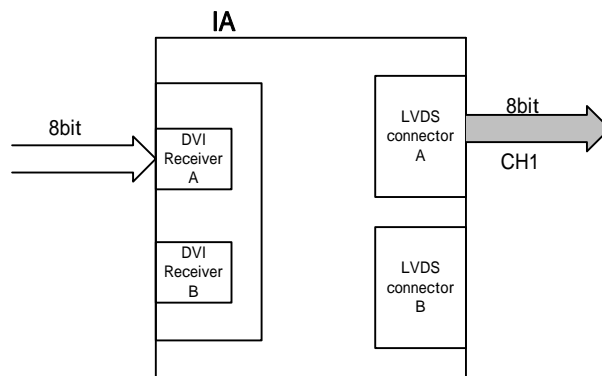 IA
8bit
DVI
Receiver
A
DVI
Receiver
B
LVDS
connector
A
8bit
CH1
LVDS
connector
B